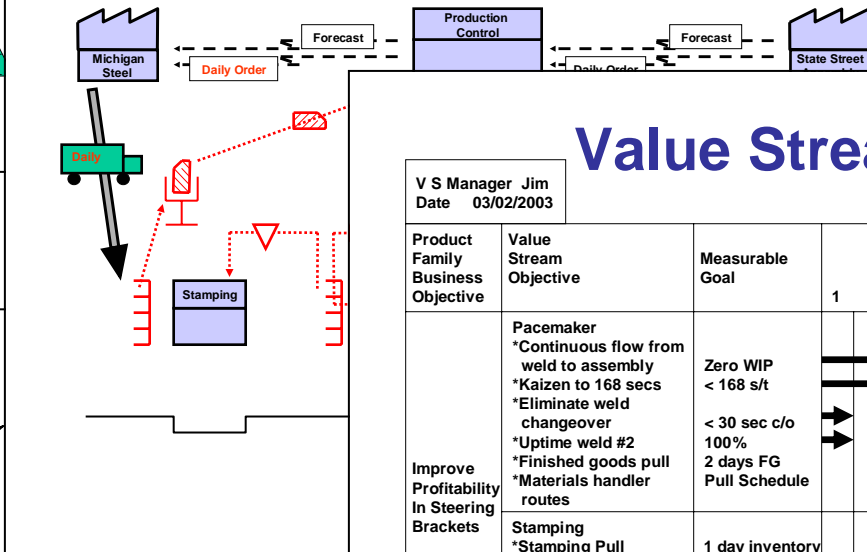 Production
Control
Forecast
Forecast
Michigan
Steel
Daily Order
Daily Order
State Street
Daily
Stamping
Value
V S Manager Jim
Date 03/02/2003
Product
Family
Business
Objective
Value
Stream
Objective
Measurable
Goal
1
Improve
Profitability
In Steering
Brackets
Pacemaker
*Continuous flow from
weld to assembly
*Kaizen to 168 secs
*Eliminate weld
changeover
*Uptime weld #2
*Finished goods pull
*Materials handler
routes
Zero WIP
< 168 s/t
< 30 sec c/o
100%
2 days FG
Pull Schedule
Stamping
*Stamping Pull
1 day inventory